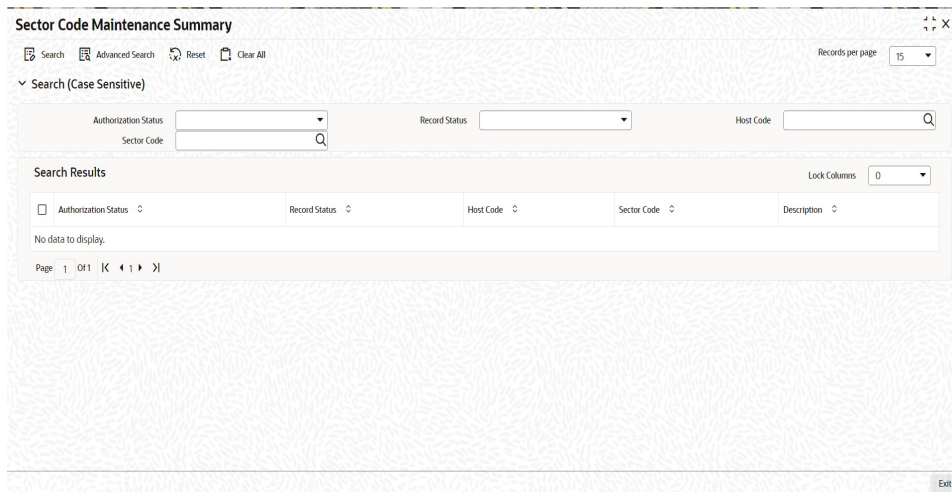 Sector Code Maintenance Summary
Search Advanced Search Reset Clear All Records per page 15
Search (Case Sensitive)
Authorization Status Record Status Host Code
Sector Code
Search Results Lock Columns 0
Authorization Status Record Status Host Code Sector Code Description
No data to display.
Page 1 Of 1 1
Exit